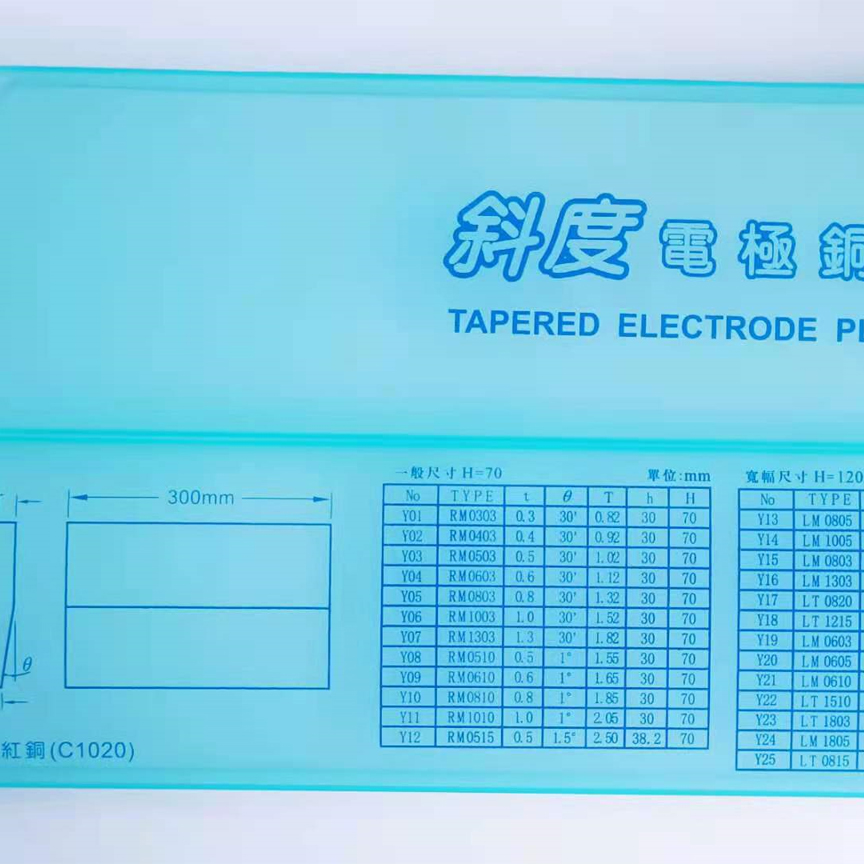 斜度電極銅
TAPERED ELECTRODE
300mm
θ
紅銅(C1020)
一般尺寸H=70 單位:mm
No TYPE t θ T h H
Y01 RM0303 0.3 30' 0.82 30 70
Y02 RM0403 0.4 30' 0.92 30 70
Y03 RM0503 0.5 30' 1.02 30 70
Y04 RM0603 0.6 30' 1.12 30 70
Y05 RM0803 0.8 30' 1.32 30 70
Y06 RM1003 1.0 30' 1.52 30 70
Y07 RM1303 1.3 30' 1.82 30 70
Y08 RM0510 0.5 1° 1.55 30 70
Y09 RM0610 0.6 1° 1.65 30 70
Y10 RM0810 0.8 1° 1.85 30 70
Y11 RM1010 1.0 1° 2.05 30 70
Y12 RM0515 0.5 1.5° 2.50 38.2 70
寬幅尺寸H=120
No TYPE
Y13 LM 0805
Y14 LM 1005
Y15 LM 0803
Y16 LM 1303
Y17 LT 0820
Y18 LT 1215
Y19 LM 0603
Y20 LM 0605
Y21 LM 0610
Y22 LT 1510
Y23 LT 1803
Y24 LM 1805
Y25 LT 0815